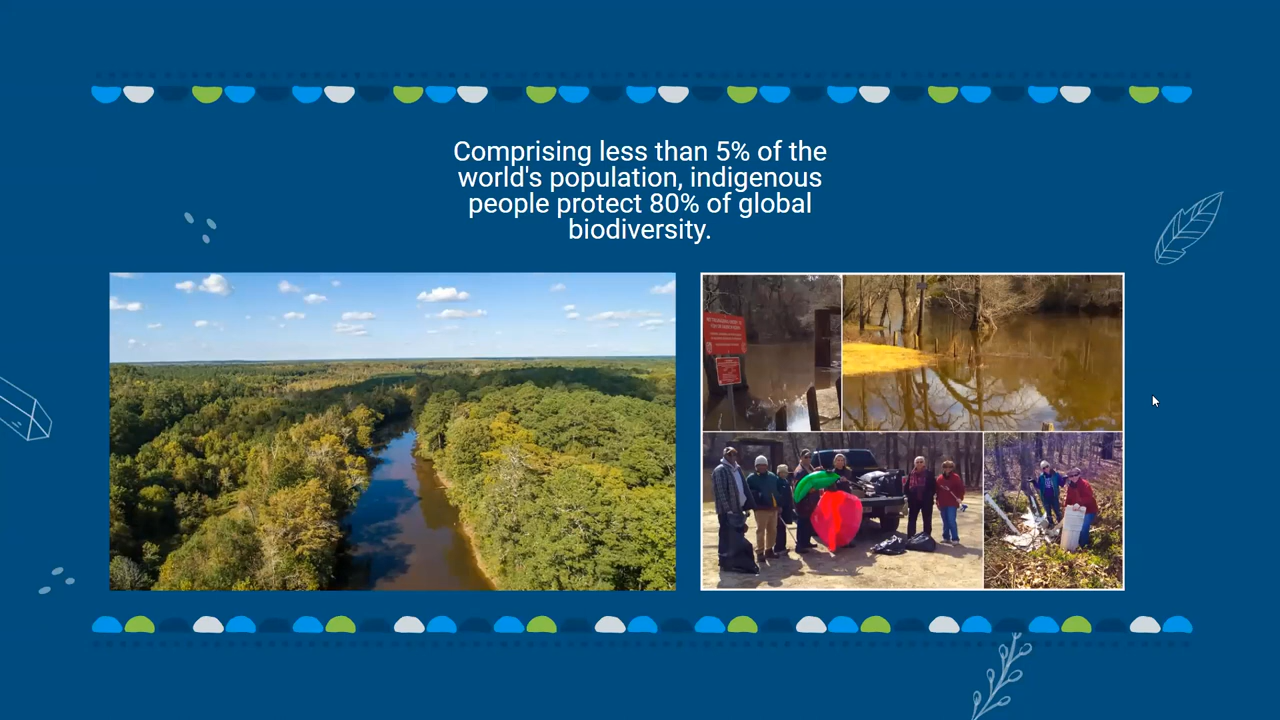 Comprising less than 5% of the
world's population, indigenous
people protect 80% of global
biodiversity.